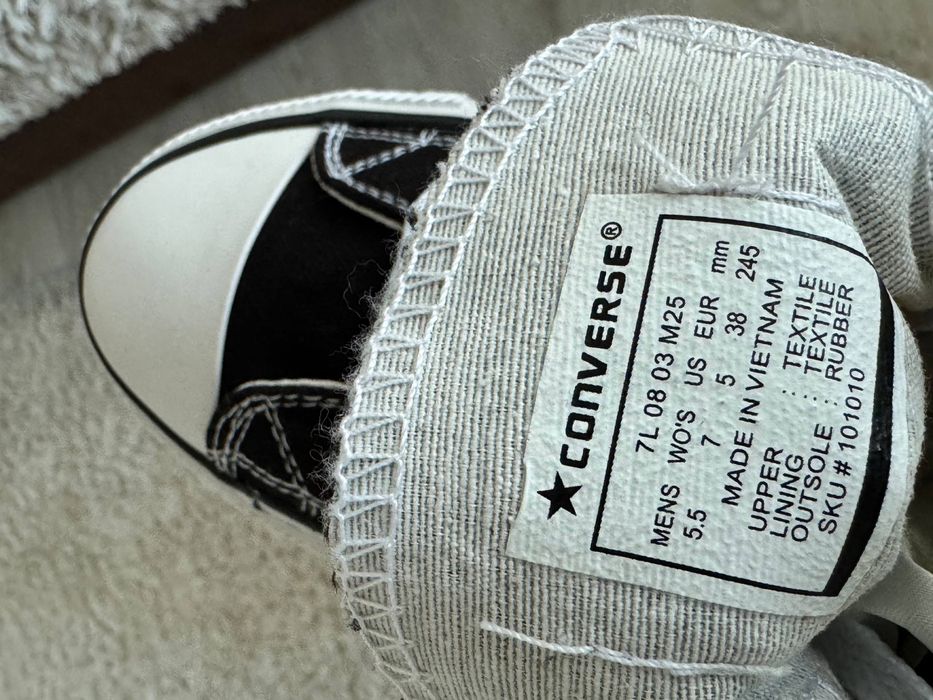 CONVERSE®
7L 08 03 M25
MENS WO'S US EUR mm
5.5 7 5 38 245
MADE IN VIETNAM
UPPER : TEXTILE
LINING : TEXTILE
OUTSOLE : RUBBER
SKU # 101010